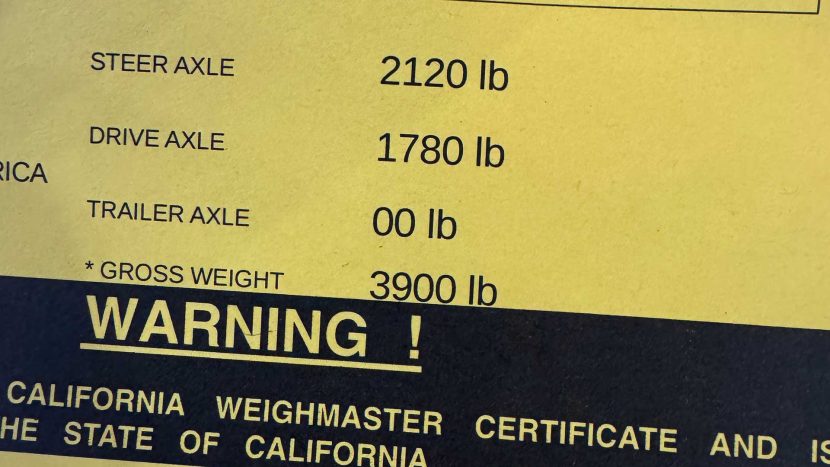 STEER AXLE 2120 lb
DRIVE AXLE 1780 lb
RICA
TRAILER AXLE 00 lb
* GROSS WEIGHT 3900 lb
WARNING !
CALIFORNIA WEIGHMASTER CERTIFICATE AND IS
HE STATE OF CALIFORNIA